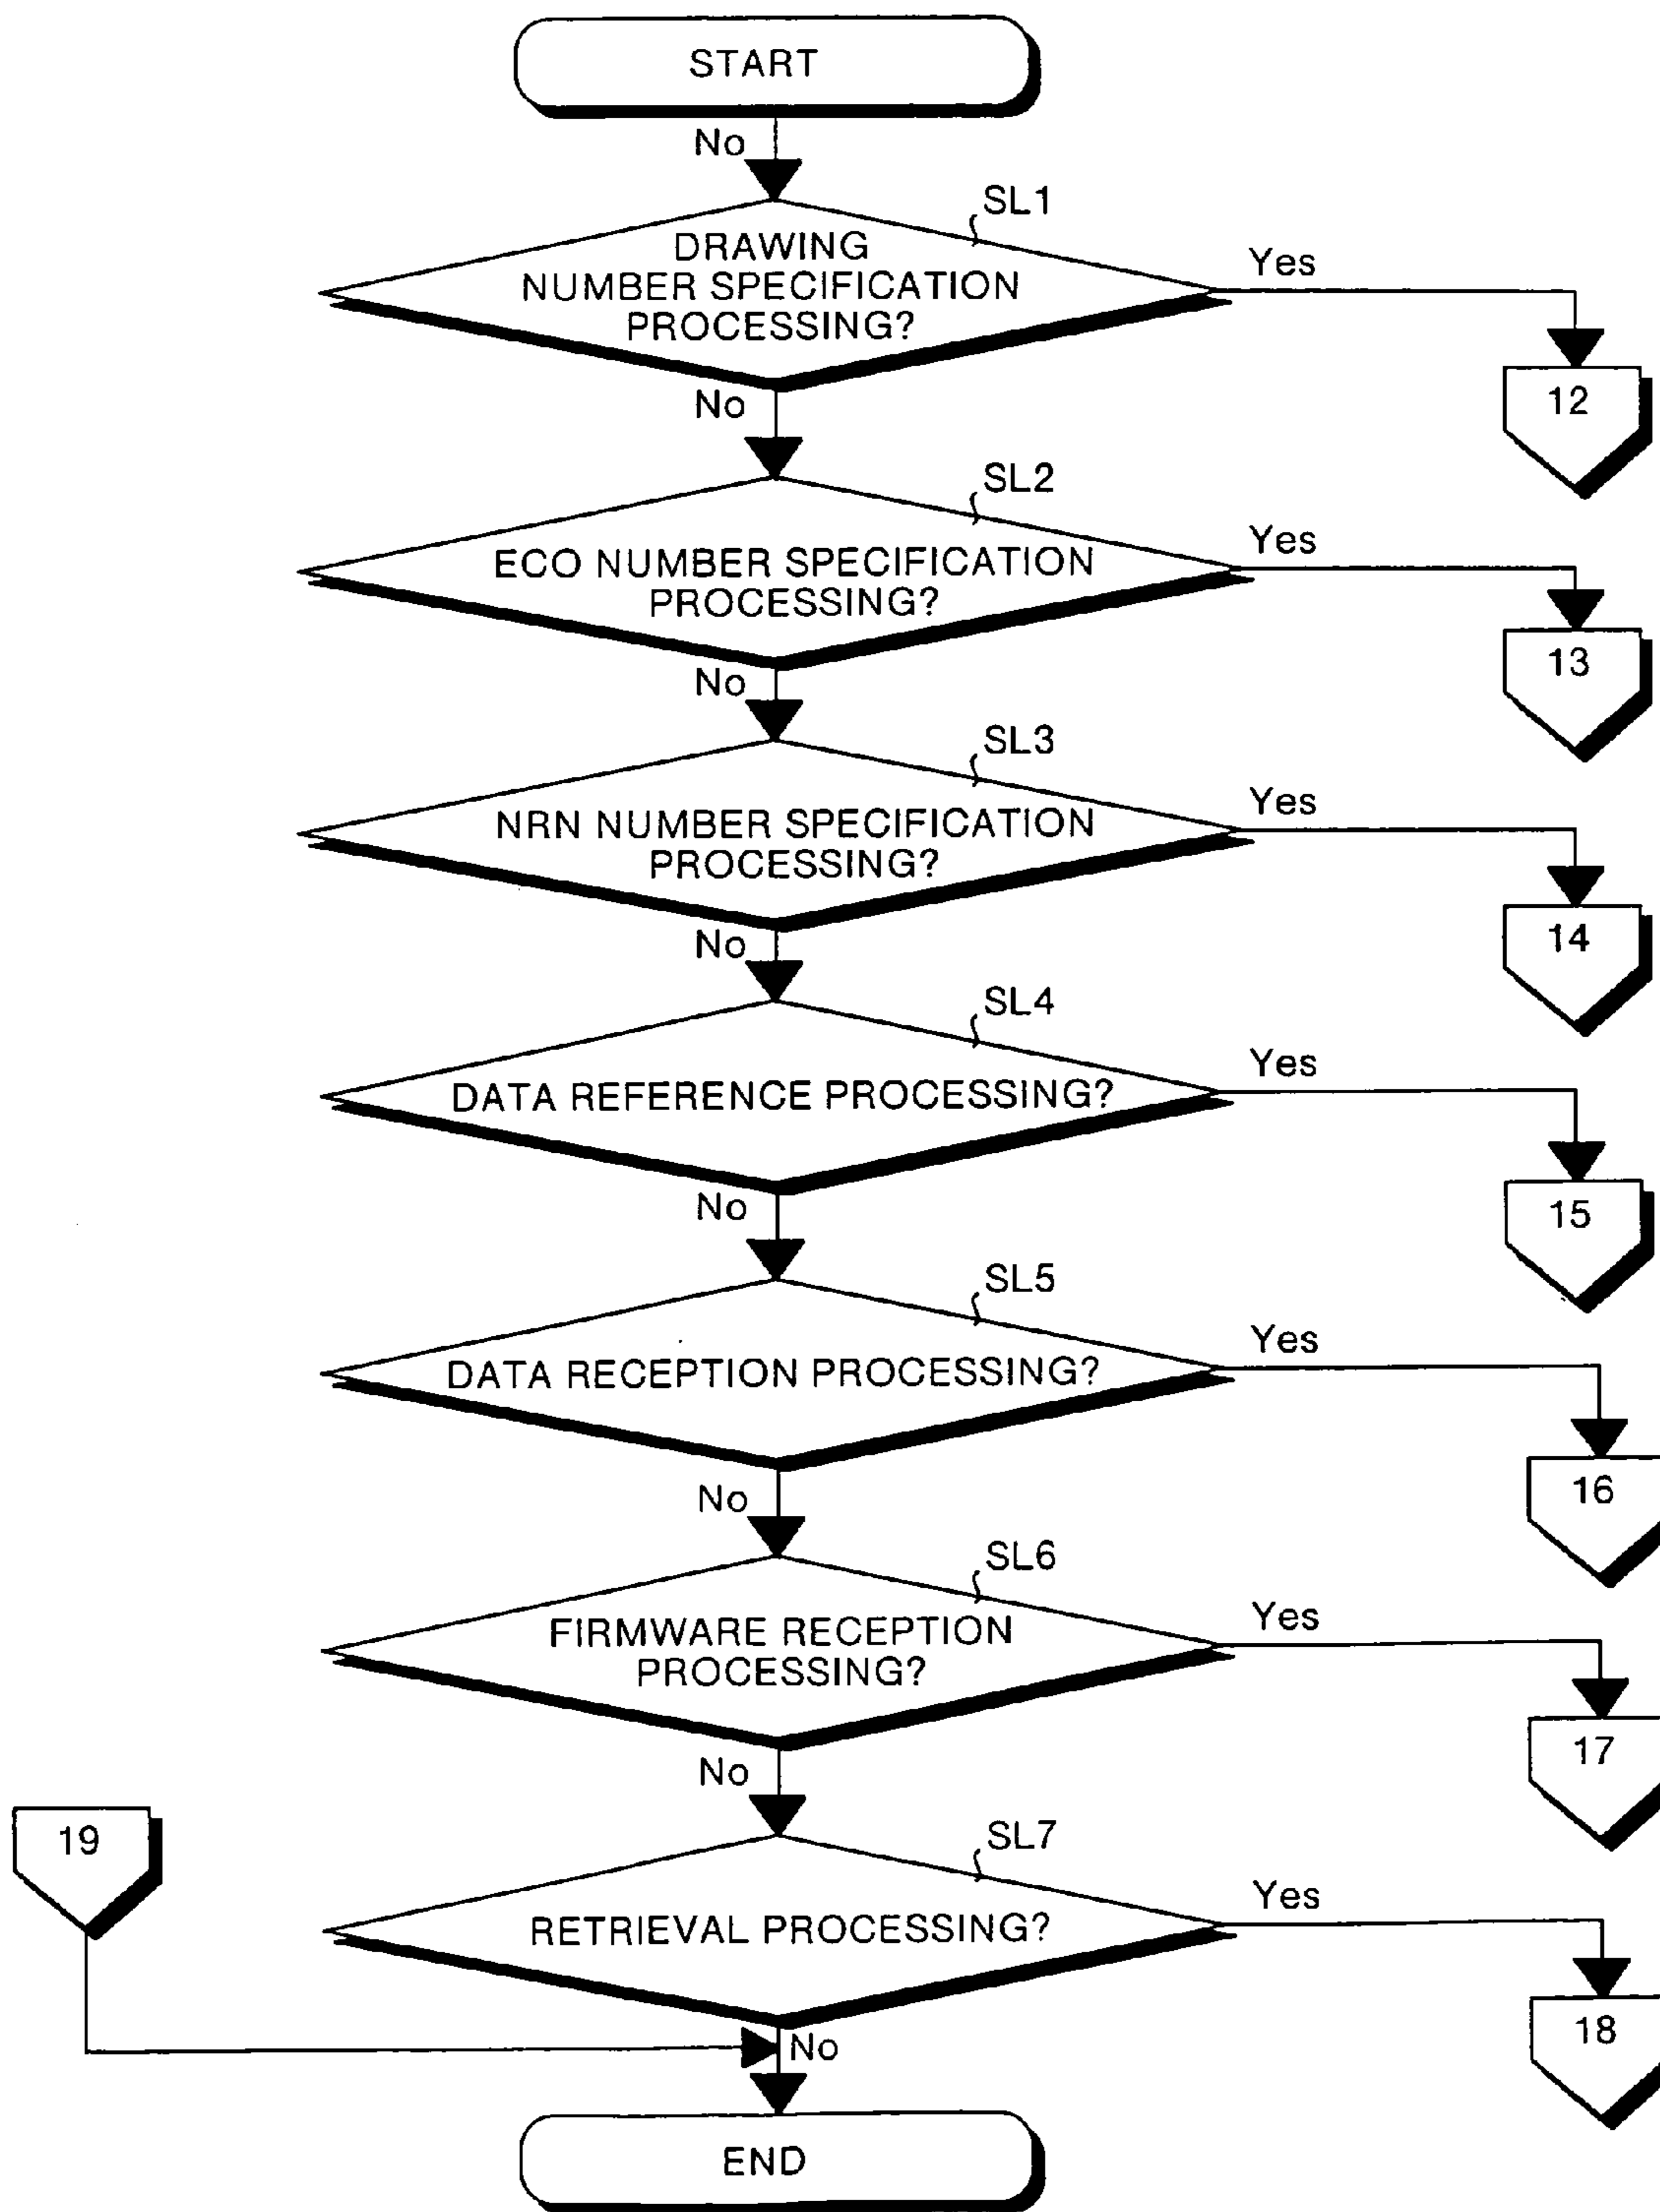 START
No
SL1
DRAWING
NUMBER SPECIFICATION
PROCESSING?
Yes
12
No
SL2
ECO NUMBER SPECIFICATION
PROCESSING?
Yes
13
No
SL3
NRN NUMBER SPECIFICATION
PROCESSING?
Yes
14
No
SL4
DATA REFERENCE PROCESSING?
Yes
15
No
SL5
DATA RECEPTION PROCESSING?
Yes
16
No
SL6
FIRMWARE RECEPTION
PROCESSING?
Yes
17
No
19
SL7
RETRIEVAL PROCESSING?
Yes
18
No
END